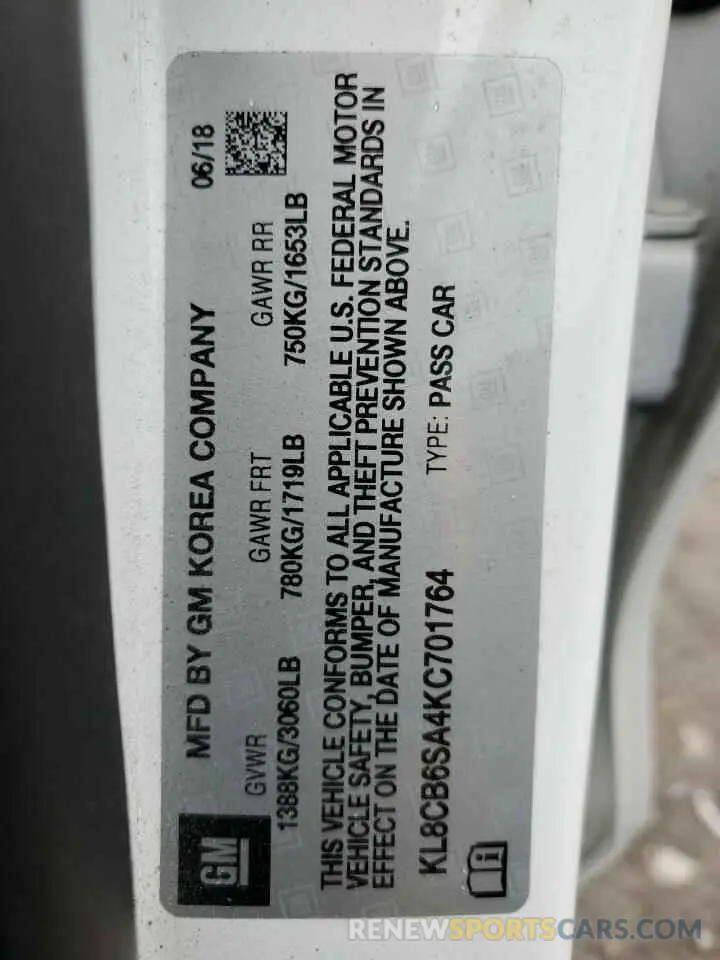 MFD BY GM KOREA COMPANY 06/18
GM
GVWR GAWR FRT GAWR RR
1388KG/3060LB 780KG/1719LB 750KG/1653LB
THIS VEHICLE CONFORMS TO ALL APPLICABLE U.S. FEDERAL MOTOR
VEHICLE SAFETY, BUMPER, AND THEFT PREVENTION STANDARDS IN
EFFECT ON THE DATE OF MANUFACTURE SHOWN ABOVE.
KL8CB6SA4KC701764 TYPE: PASS CAR
RENEWSPORTSCARS.COM